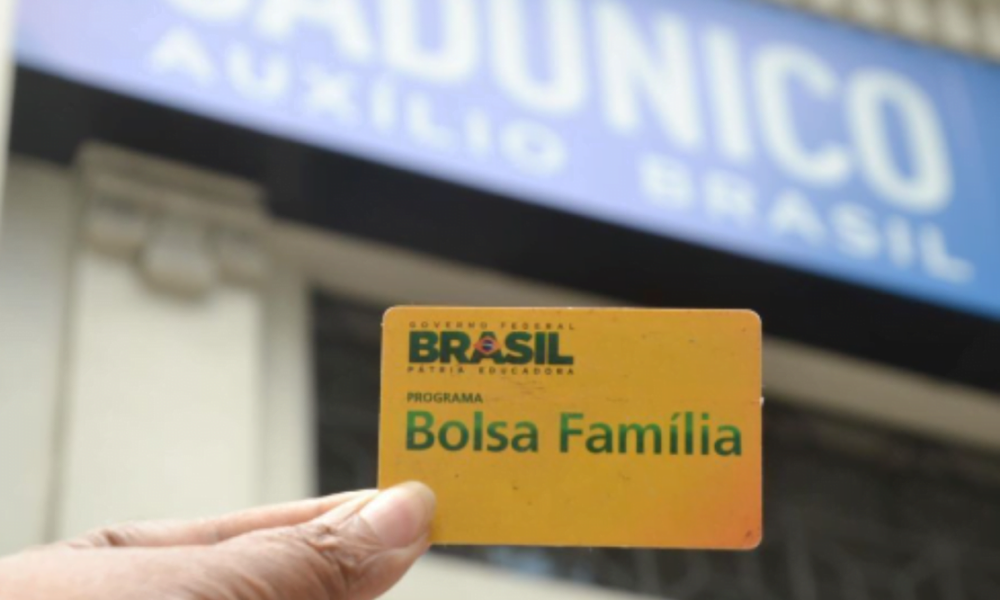 CADÚNICO
AUXÍLIO BRASIL
GOVERNO FEDERAL
BRASIL
PÁTRIA EDUCADORA
PROGRAMA
Bolsa Família